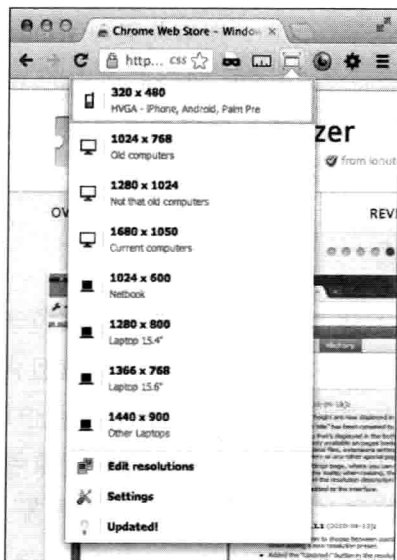 Chrome Web Store - Window
http... css
320 x 480
HVGA - iPhone, Android, Palm Pre
1024 x 768
Old computers
1280 x 1024
Not that old computers
1680 x 1050
Current computers
1024 x 600
Netbook
1280 x 800
Laptop 15.4"
1366 x 768
Laptop 15.6"
1440 x 900
Other Laptops
Edit resolutions
Settings
Updated!
zer
from ionut
OV
REVI
History